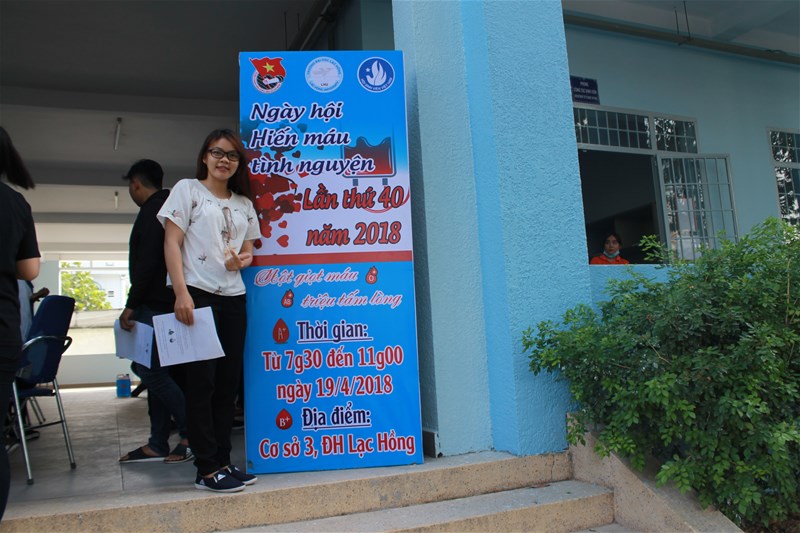 Ngày hội
Hiến máu
tình nguyện
Lần thứ 40
năm 2018
Một giọt máu
triệu tấm lòng
AB
O
A+
Thời gian:
Từ 7g30 đến 11g00
ngày 19/4/2018
B+
Địa điểm:
Cơ sở 3, ĐH Lạc Hồng